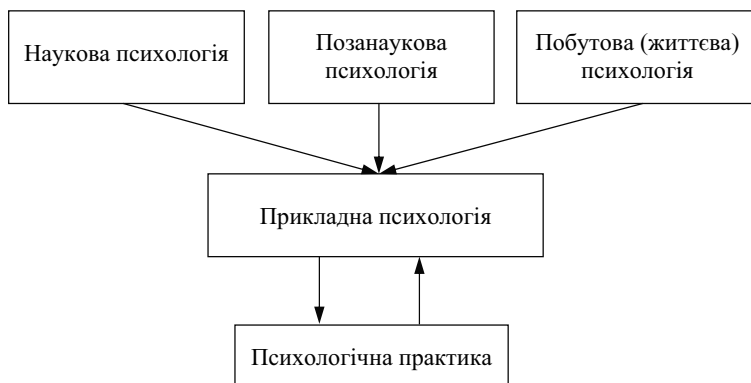 Наукова психологія
Позанаукова
психологія
Побутова (життєва)
психологія
Прикладна психологія
Психологічна практика